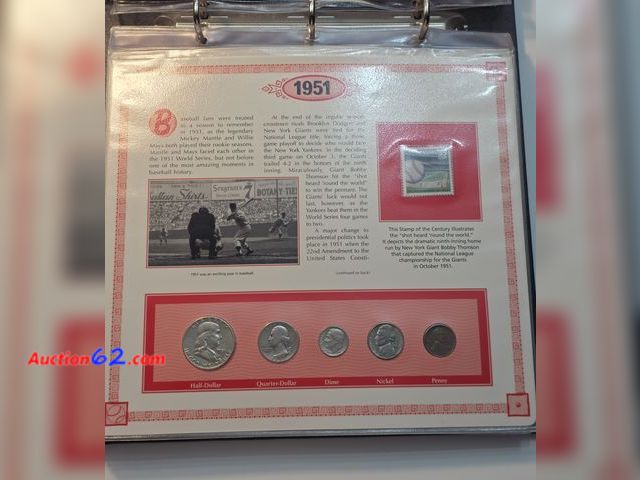 1951
Baseball fans were treated
to a season to remember
in 1951, as the legendary
Mickey Mantle and Willie
Mays both played their rookie seasons.
Mantle and Mays faced each other in
the 1951 World Series, but not before
one of the most amazing moments in
baseball history.
Seagram's
BOTANY TIES
1951 was an exciting year in baseball.
At the end of the regular season,
crosstown rivals Brooklyn Dodgers and
New York Giants were tied for the
National League title, forcing a three
game playoff to decide who would face
the New York Yankees. In the deciding
third game on October 3, the Giants
trailed 4-2 in the bottom of the ninth
inning. Miraculously, Giant Bobby
Thomson hit the "shot
heard 'round the world"
to win the pennant. The
Giants' luck would not
last, however, as the
Yankees beat them in the
World Series four games
to two.
A major change to
presidential politics took
place in 1951 when the
22nd Amendment to the
United States Consti-
(continued on back)
This Stamp of the Century illustrates
the "shot heard 'round the world."
It depicts the dramatic ninth-inning home
run by New York Giant Bobby Thomson
that captured the National League
championship for the Giants
in October 1951.
Half-Dollar
Quarter-Dollar
Dime
Nickel
Penny
Auction62.com